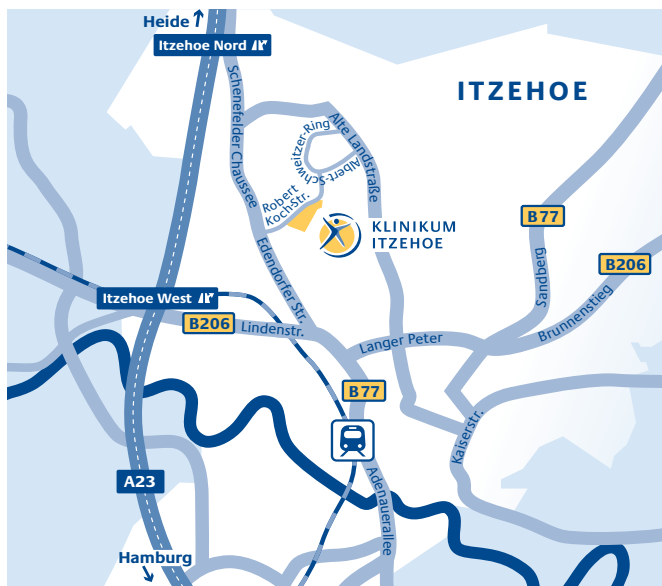 Heide
Itzehoe Nord
ITZEHOE
Schenefelder Chaussee
Alte Landstraße
Albert-Schweitzer-Ring
Robert
Koch-Str.
KLINIKUM
ITZEHOE
B77
B206
Sandberg
Brunnenstieg
Edendorfer Str.
Itzehoe West
B206
Lindenstr.
Langer Peter
B77
Kaiserstr.
A23
Adenauerallee
Hamburg